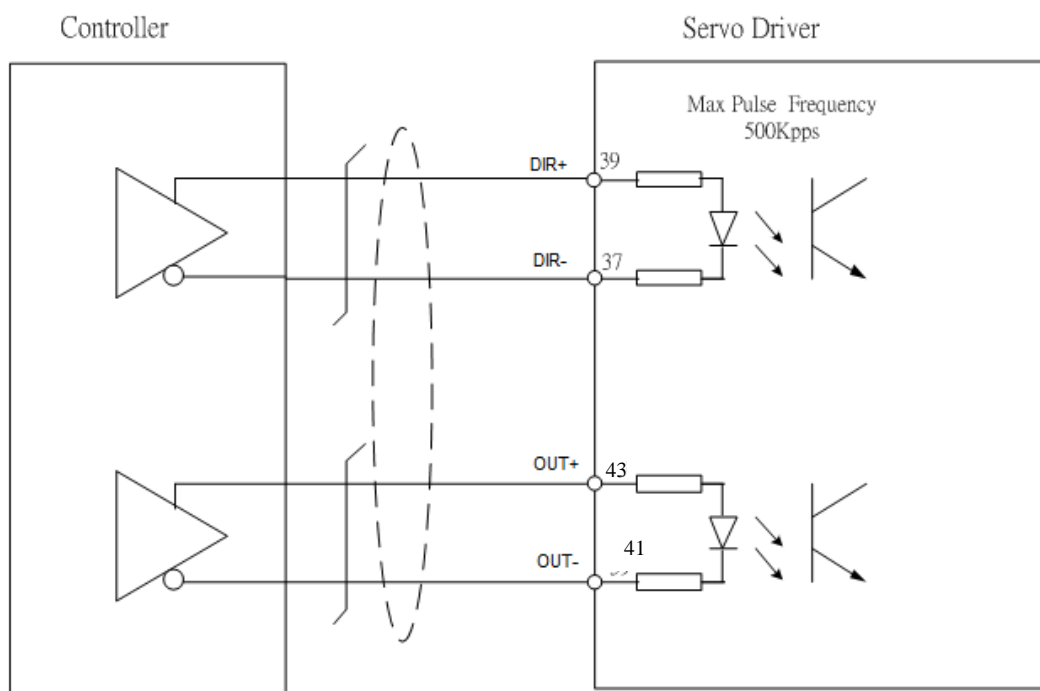 Controller
Servo Driver
Max Pulse Frequency
500Kpps
DIR+
39
DIR-
37
OUT+
43
OUT-
41